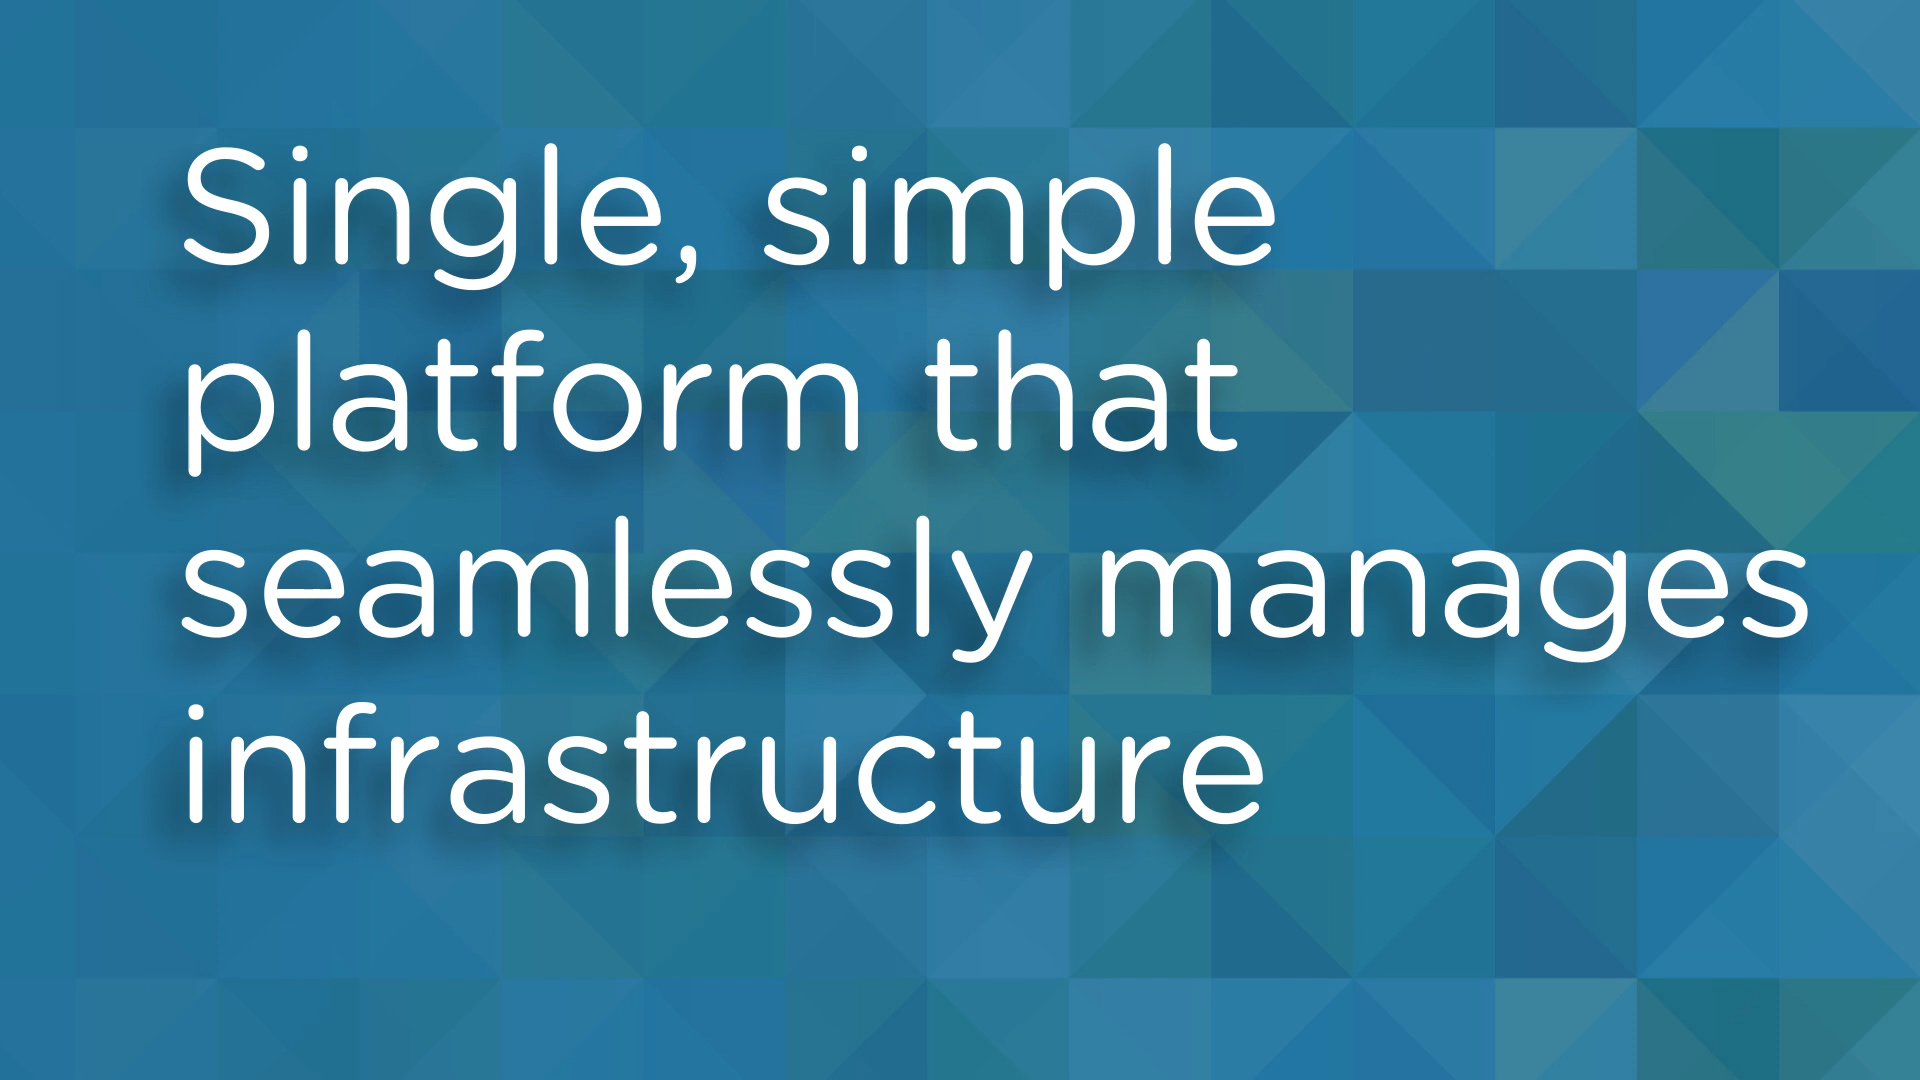 Single, simple
platform that
seamlessly manages
infrastructure